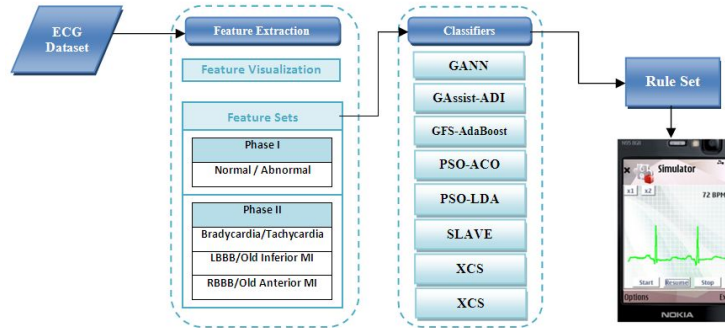 ECG
Dataset
Feature Extraction
Feature Visualization
Feature Sets
Phase I
Normal / Abnormal
Phase II
Bradycardia/Tachycardia
LBBB/Old Inferior MI
RBBB/Old Anterior MI
Classifiers
GANN
GAssist-ADI
GFS-AdaBoost
PSO-ACO
PSO-LDA
SLAVE
XCS
XCS
Rule Set
Simulator
x1 x2
72 BPM
Start Resume Stop
Options
NOKIA